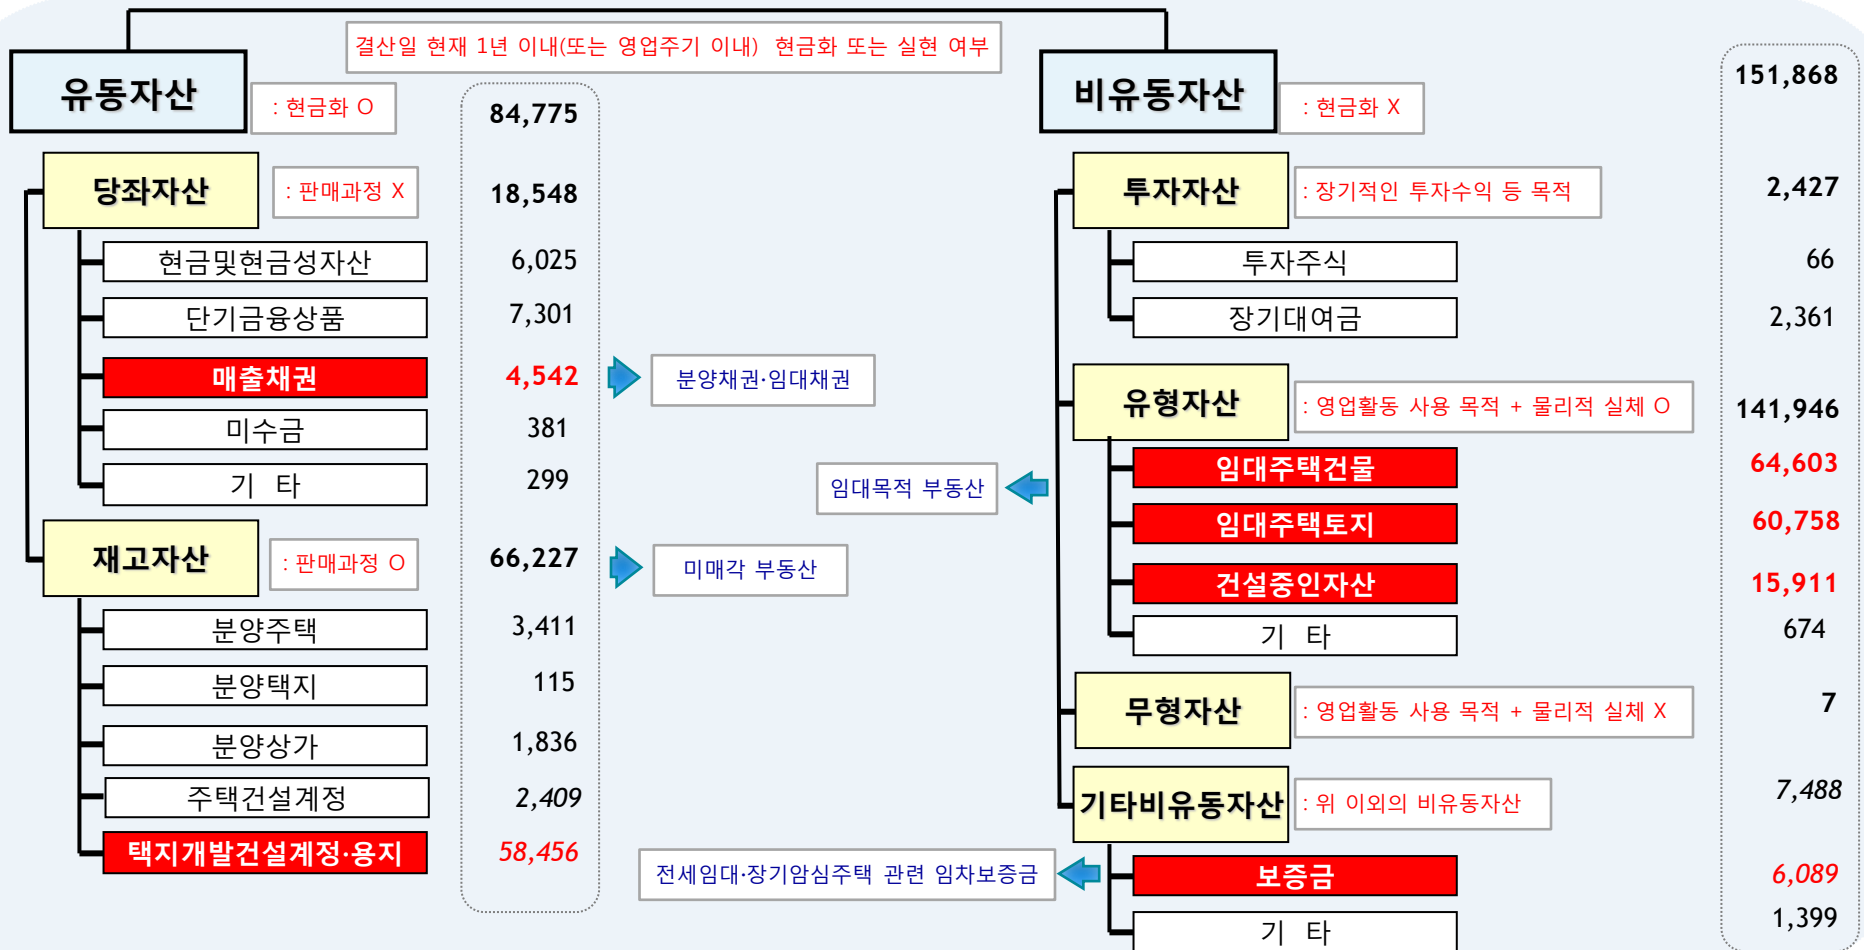 결산일 현재 1년 이내(또는 영업주기 이내) 현금화 또는 실현 여부
유동자산
: 현금화 O
84,775
당좌자산
: 판매과정 X
18,548
현금및현금성자산
6,025
단기금융상품
7,301
매출채권
4,542
분양채권·임대채권
미수금
381
기 타
299
재고자산
: 판매과정 O
66,227
미매각 부동산
분양주택
3,411
분양택지
115
분양상가
1,836
주택건설계정
2,409
택지개발건설계정·용지
58,456
비유동자산
: 현금화 X
151,868
투자자산
: 장기적인 투자수익 등 목적
2,427
투자주식
66
장기대여금
2,361
유형자산
: 영업활동 사용 목적 + 물리적 실체 O
141,946
임대목적 부동산
임대주택건물
64,603
임대주택토지
60,758
건설중인자산
15,911
기 타
674
무형자산
: 영업활동 사용 목적 + 물리적 실체 X
7
기타비유동자산
: 위 이외의 비유동자산
7,488
전세임대·장기암심주택 관련 임차보증금
보증금
6,089
기 타
1,399